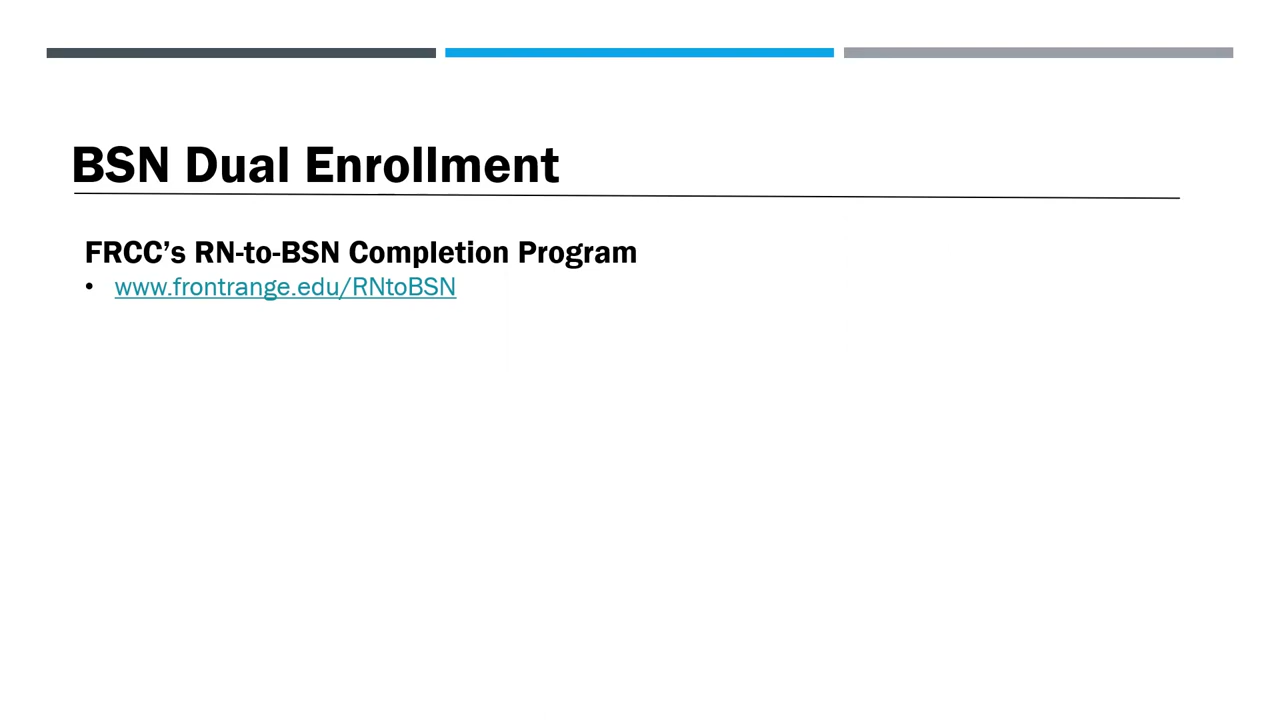 BSN Dual Enrollment
FRCC’s RN-to-BSN Completion Program
• www.frontrange.edu/RNtoBSN